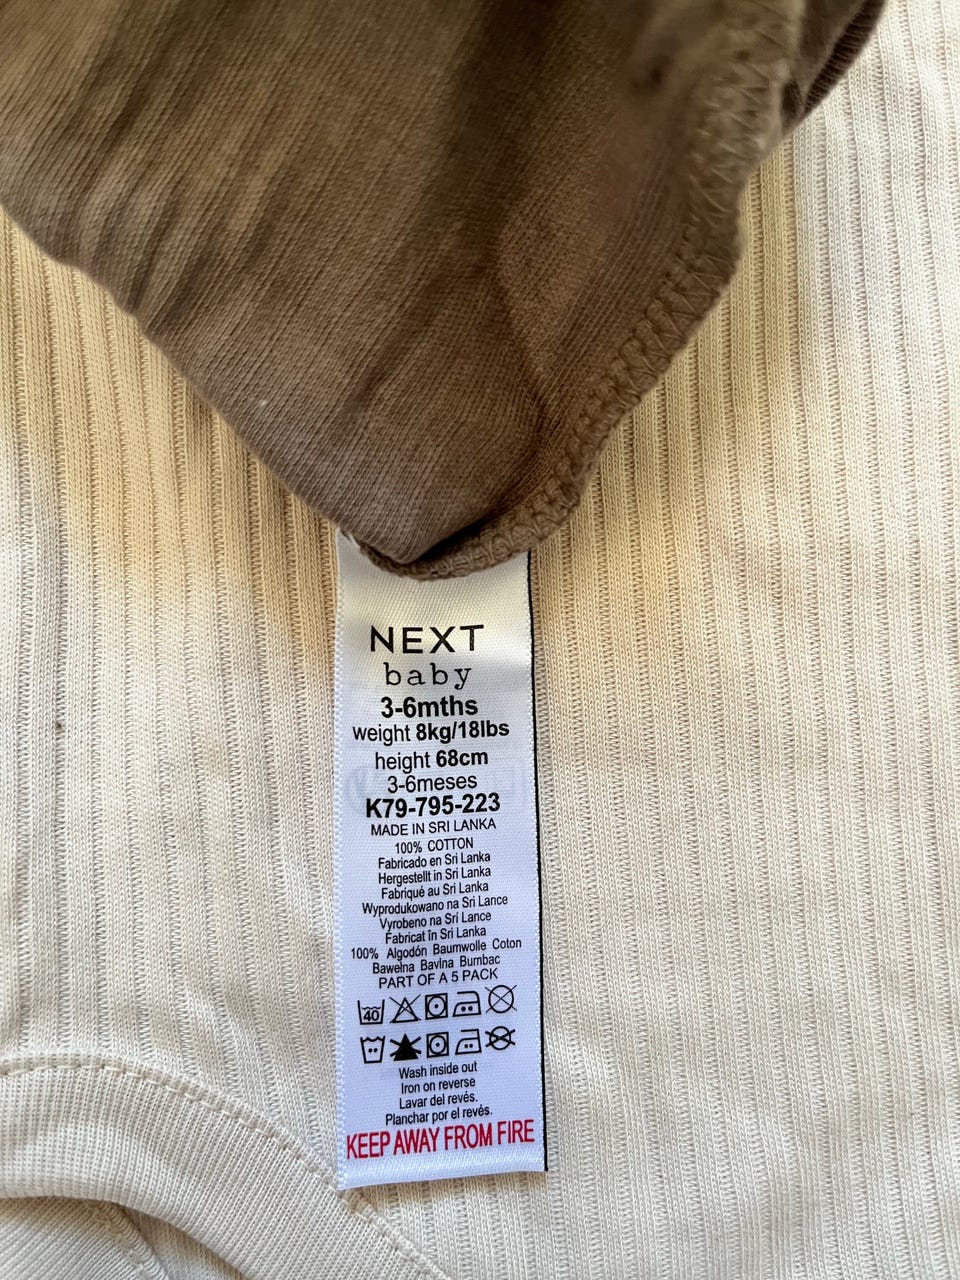 NEXT
baby
3-6mths
weight 8kg/18lbs
height 68cm
3-6meses
K79-795-223
MADE IN SRI LANKA
100% COTTON
Fabricado en Sri Lanka
Hergestellt in Sri Lanka
Fabriqué au Sri Lanka
Wyprodukowano na Sri Lance
Vyrobeno na Srí Lance
Fabricat în Sri Lanka
100% Algodón Baumwolle Coton
Bawełna Bavlna Bumbac
PART OF A 5 PACK
40
Wash inside out
Iron on reverse
Lavar del revés.
Planchar por el revés.
KEEP AWAY FROM FIRE